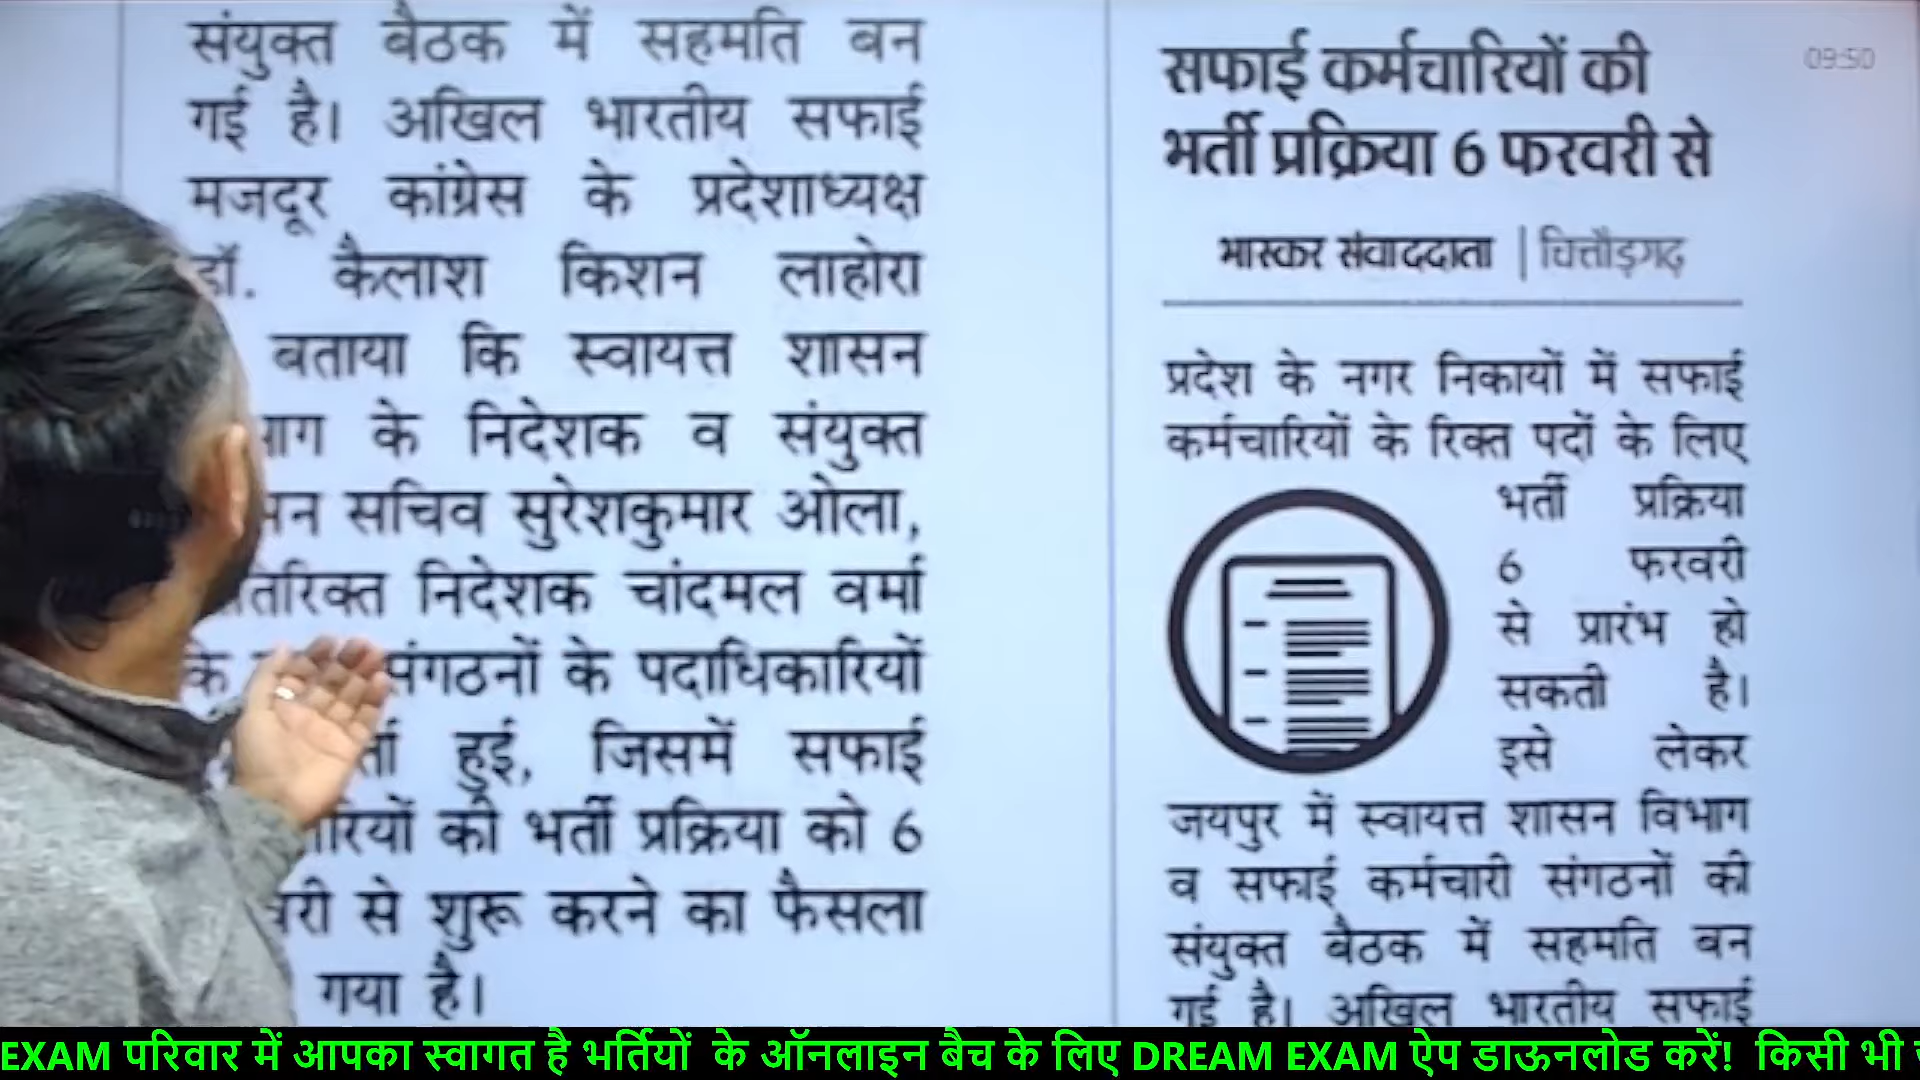 संयुक्त बैठक में सहमति बन
गई है। अखिल भारतीय सफाई
मजदूर कांग्रेस के प्रदेशाध्यक्ष
डॉ. कैलाश किशन लाहोरा
बताया कि स्वायत्त शासन
के निदेशक व संयुक्त
सचिव सुरेशकुमार ओला,
निदेशक चांदमल वर्मा
संगठनों के पदाधिकारियों
हुई, जिसमें सफाई
की भर्ती प्रक्रिया को 6
से शुरू करने का फैसला
गया है।
सफाई कर्मचारियों की
भर्ती प्रक्रिया 6 फरवरी से
भास्कर संवाददाता | चित्तौड़गढ़
प्रदेश के नगर निकायों में सफाई
कर्मचारियों के रिक्त पदों के लिए
भर्ती प्रक्रिया
6 फरवरी
से प्रारंभ हो
सकती है।
इसे लेकर
जयपुर में स्वायत्त शासन विभाग
व सफाई कर्मचारी संगठनों की
संयुक्त बैठक में सहमति बन
गई है। अखिल भारतीय सफाई
09:50
EXAM परिवार में आपका स्वागत है भर्तियों के ऑनलाइन बैच के लिए DREAM EXAM ऐप डाऊनलोड करें! किसी भी